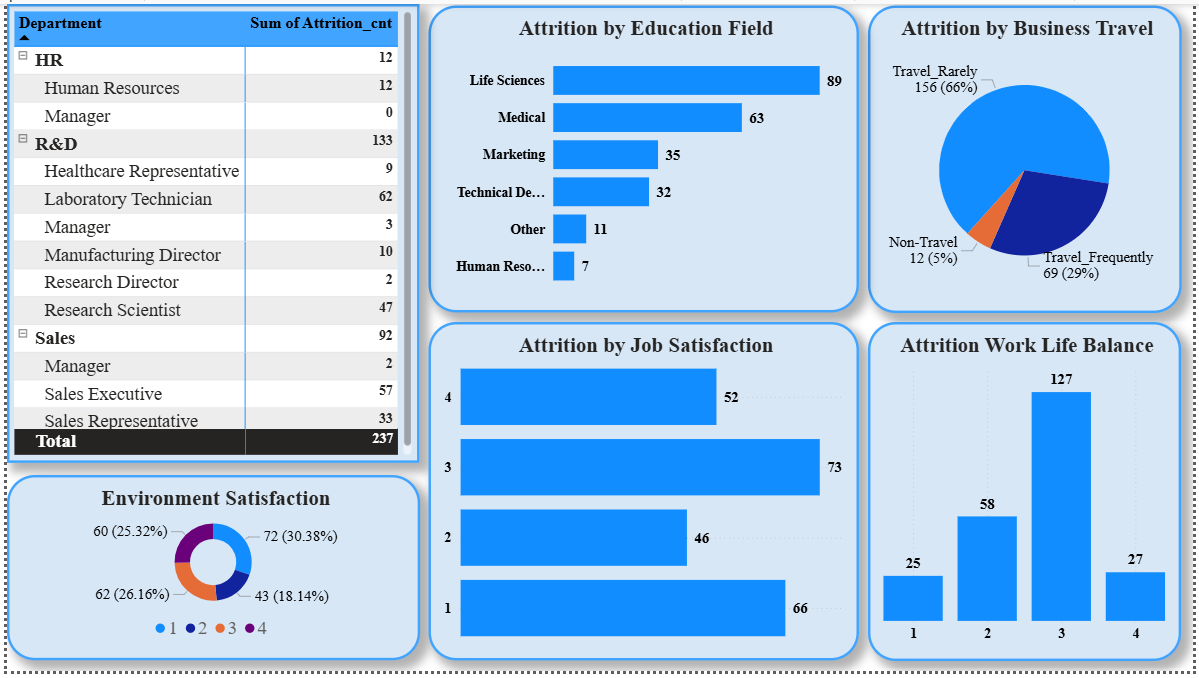 Department Sum of Attrition_cnt
HR 12
Human Resources 12
Manager 0
R&D 133
Healthcare Representative 9
Laboratory Technician 62
Manager 3
Manufacturing Director 10
Research Director 2
Research Scientist 47
Sales 92
Manager 2
Sales Executive 57
Sales Representative 33
Total 237
Attrition by Education Field
Life Sciences 89
Medical 63
Marketing 35
Technical De... 32
Other 11
Human Reso... 7
Attrition by Business Travel
Travel_Rarely
156 (66%)
Non-Travel
12 (5%)
Travel_Frequently
69 (29%)
Environment Satisfaction
60 (25.32%) 72 (30.38%)
62 (26.16%) 43 (18.14%)
1 2 3 4
Attrition by Job Satisfaction
4 52
3 73
2 46
1 66
Attrition Work Life Balance
127
58
25 27
1 2 3 4